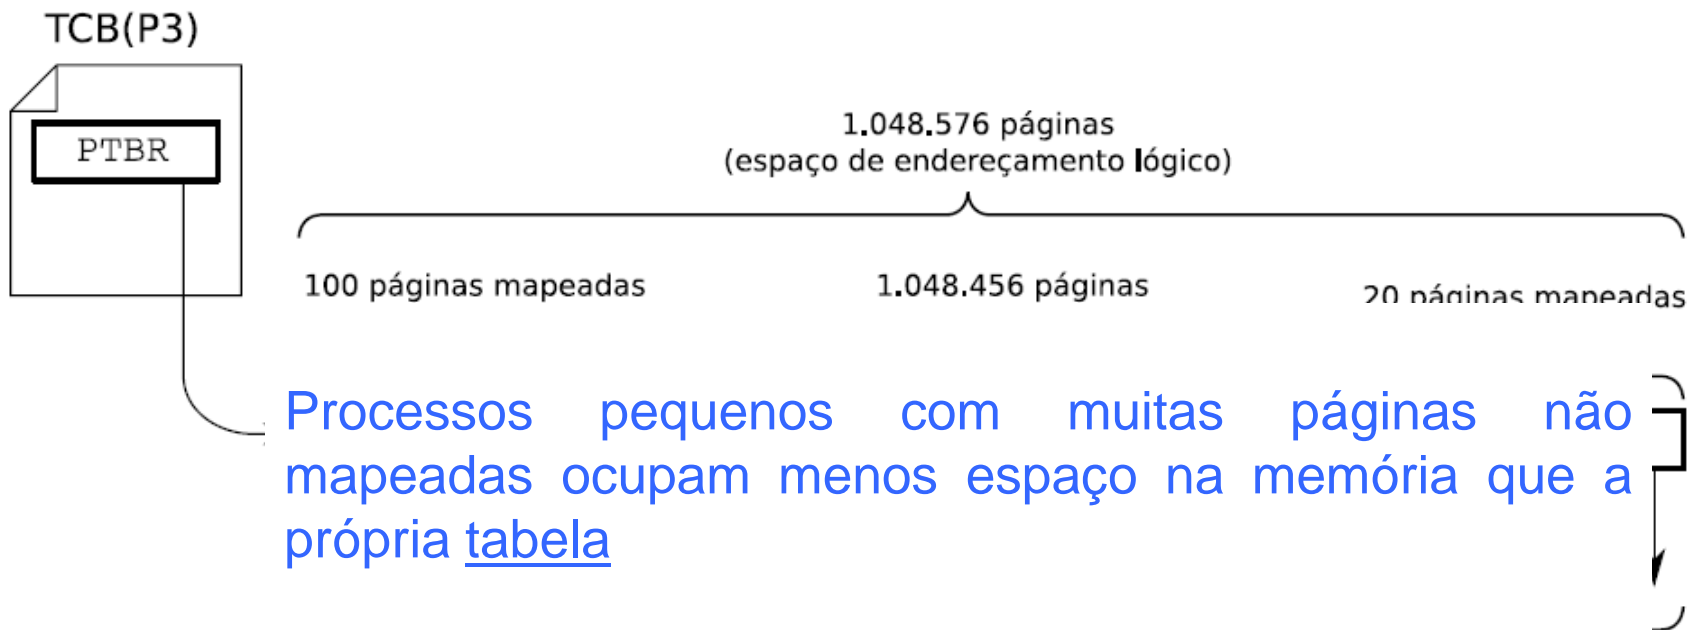 TCB(P3)
PTBR
1.048.576 páginas
(espaço de endereçamento lógico)
100 páginas mapeadas
1.048.456 páginas
20 páginas mapeadas
Processos pequenos com muitas páginas não
mapeadas ocupam menos espaço na memória que a
própria tabela